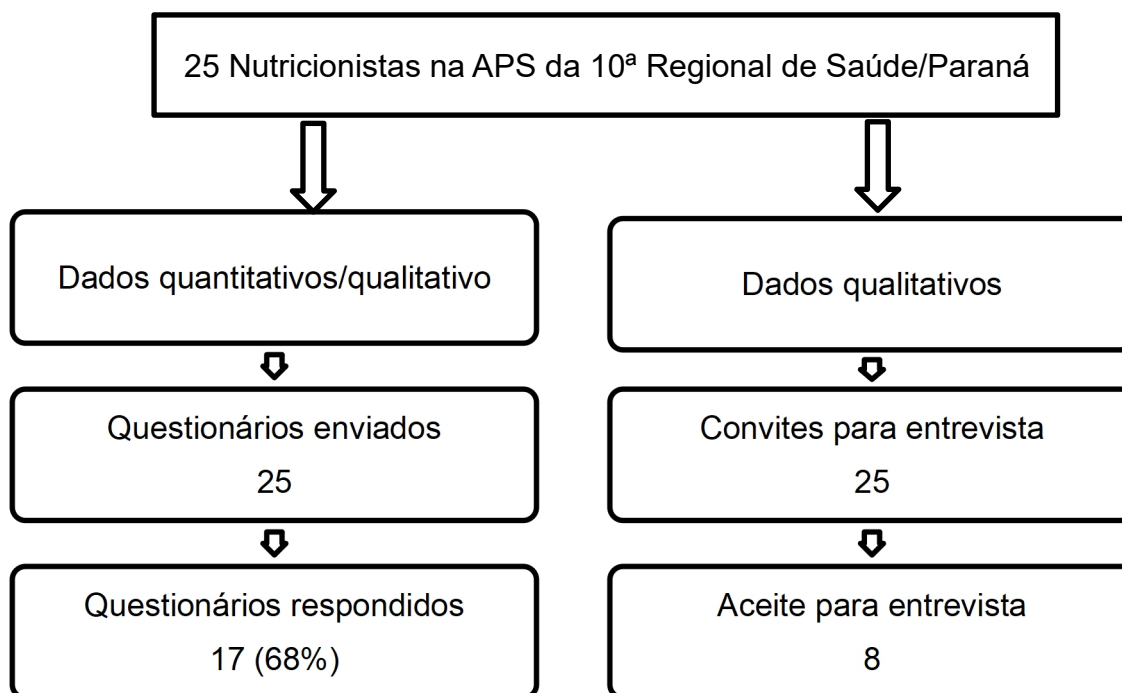 25 Nutricionistas na APS da 10ª Regional de Saúde/Paraná
Dados quantitativos/qualitativo
Questionários enviados
25
Questionários respondidos
17 (68%)
Dados qualitativos
Convites para entrevista
25
Aceite para entrevista
8